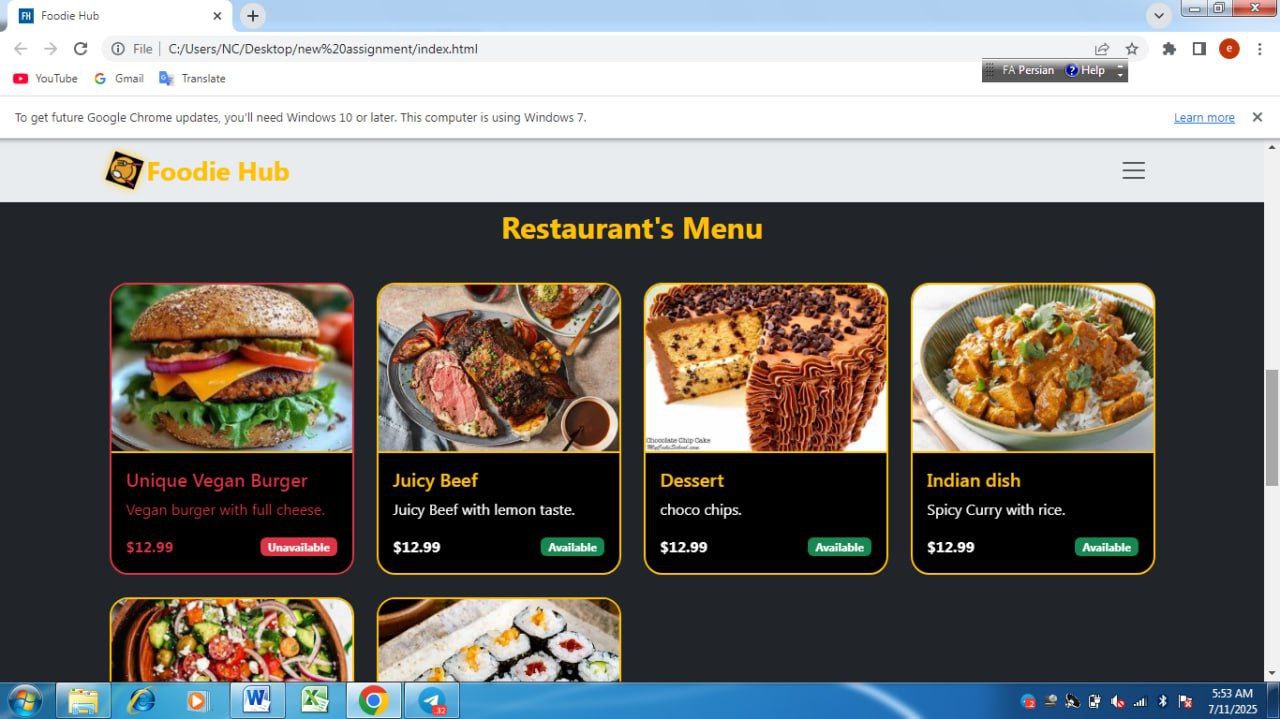 FH Foodie Hub
File C:/Users/NC/Desktop/new%20assignment/index.html
e
YouTube Gmail Translate
FA Persian ? Help
To get future Google Chrome updates, you'll need Windows 10 or later. This computer is using Windows 7.
Learn more
Foodie Hub
Restaurant's Menu
Chocolate Chip Cake
MyCakeSchool.com
Unique Vegan Burger
Vegan burger with full cheese.
$12.99 Unavailable
Juicy Beef
Juicy Beef with lemon taste.
$12.99 Available
Dessert
choco chips.
$12.99 Available
Indian dish
Spicy Curry with rice.
$12.99 Available
32
5:53 AM
7/11/2025